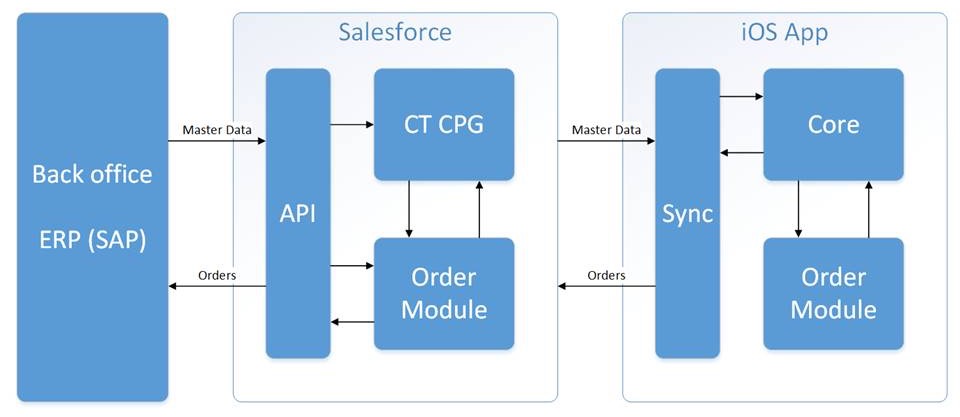 Back office
ERP (SAP)
Master Data
Orders
Salesforce
API
CT CPG
Order
Module
Master Data
Orders
iOS App
Sync
Core
Order
Module